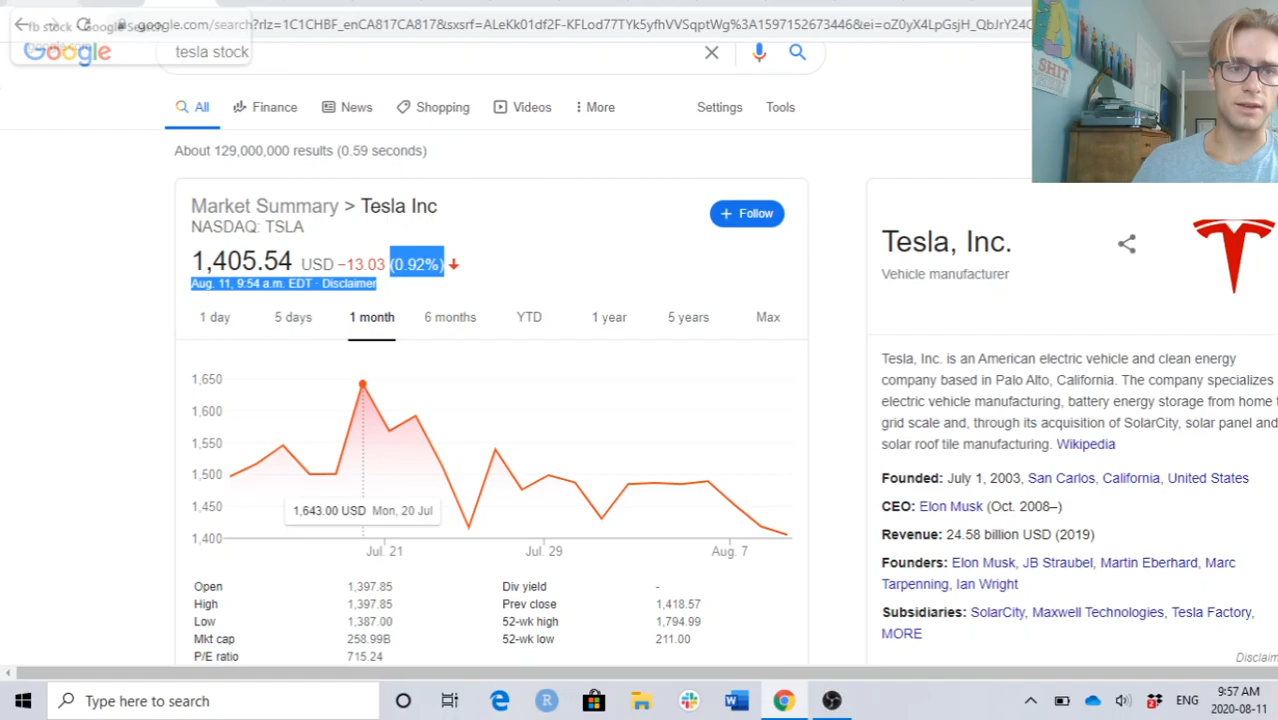 fb stock - Google Search
google.com/search?rlz=1C1CHBF_enCA817CA817&sxsrf=ALeKk01df2F-KFLod77TYk5yfhVVSqptWg%3A1597152673446&ei=oZ0yX4LpGsjH_QbJrY24C
Google
tesla stock
All Finance News Shopping Videos More Settings Tools
About 129,000,000 results (0.59 seconds)
Market Summary > Tesla Inc
NASDAQ: TSLA
+ Follow
1,405.54 USD −13.03 (0.92%)
Aug. 11, 9:54 a.m. EDT · Disclaimer
1 day 5 days 1 month 6 months YTD 1 year 5 years Max
1,650
1,600
1,550
1,500
1,450
1,400
1,643.00 USD Mon, 20 Jul
Jul. 21 Jul. 29 Aug. 7
Open 1,397.85 Div yield -
High 1,397.85 Prev close 1,418.57
Low 1,387.00 52-wk high 1,794.99
Mkt cap 258.99B 52-wk low 211.00
P/E ratio 715.24
SHIT
Tesla, Inc.
Vehicle manufacturer
Tesla, Inc. is an American electric vehicle and clean energy
company based in Palo Alto, California. The company specializes
electric vehicle manufacturing, battery energy storage from home
grid scale and, through its acquisition of SolarCity, solar panel and
solar roof tile manufacturing. Wikipedia
Founded: July 1, 2003, San Carlos, California, United States
CEO: Elon Musk (Oct. 2008–)
Revenue: 24.58 billion USD (2019)
Founders: Elon Musk, JB Straubel, Martin Eberhard, Marc
Tarpenning, Ian Wright
Subsidiaries: SolarCity, Maxwell Technologies, Tesla Factory,
MORE
Disclaim
Type here to search
ENG
9:57 AM
2020-08-11